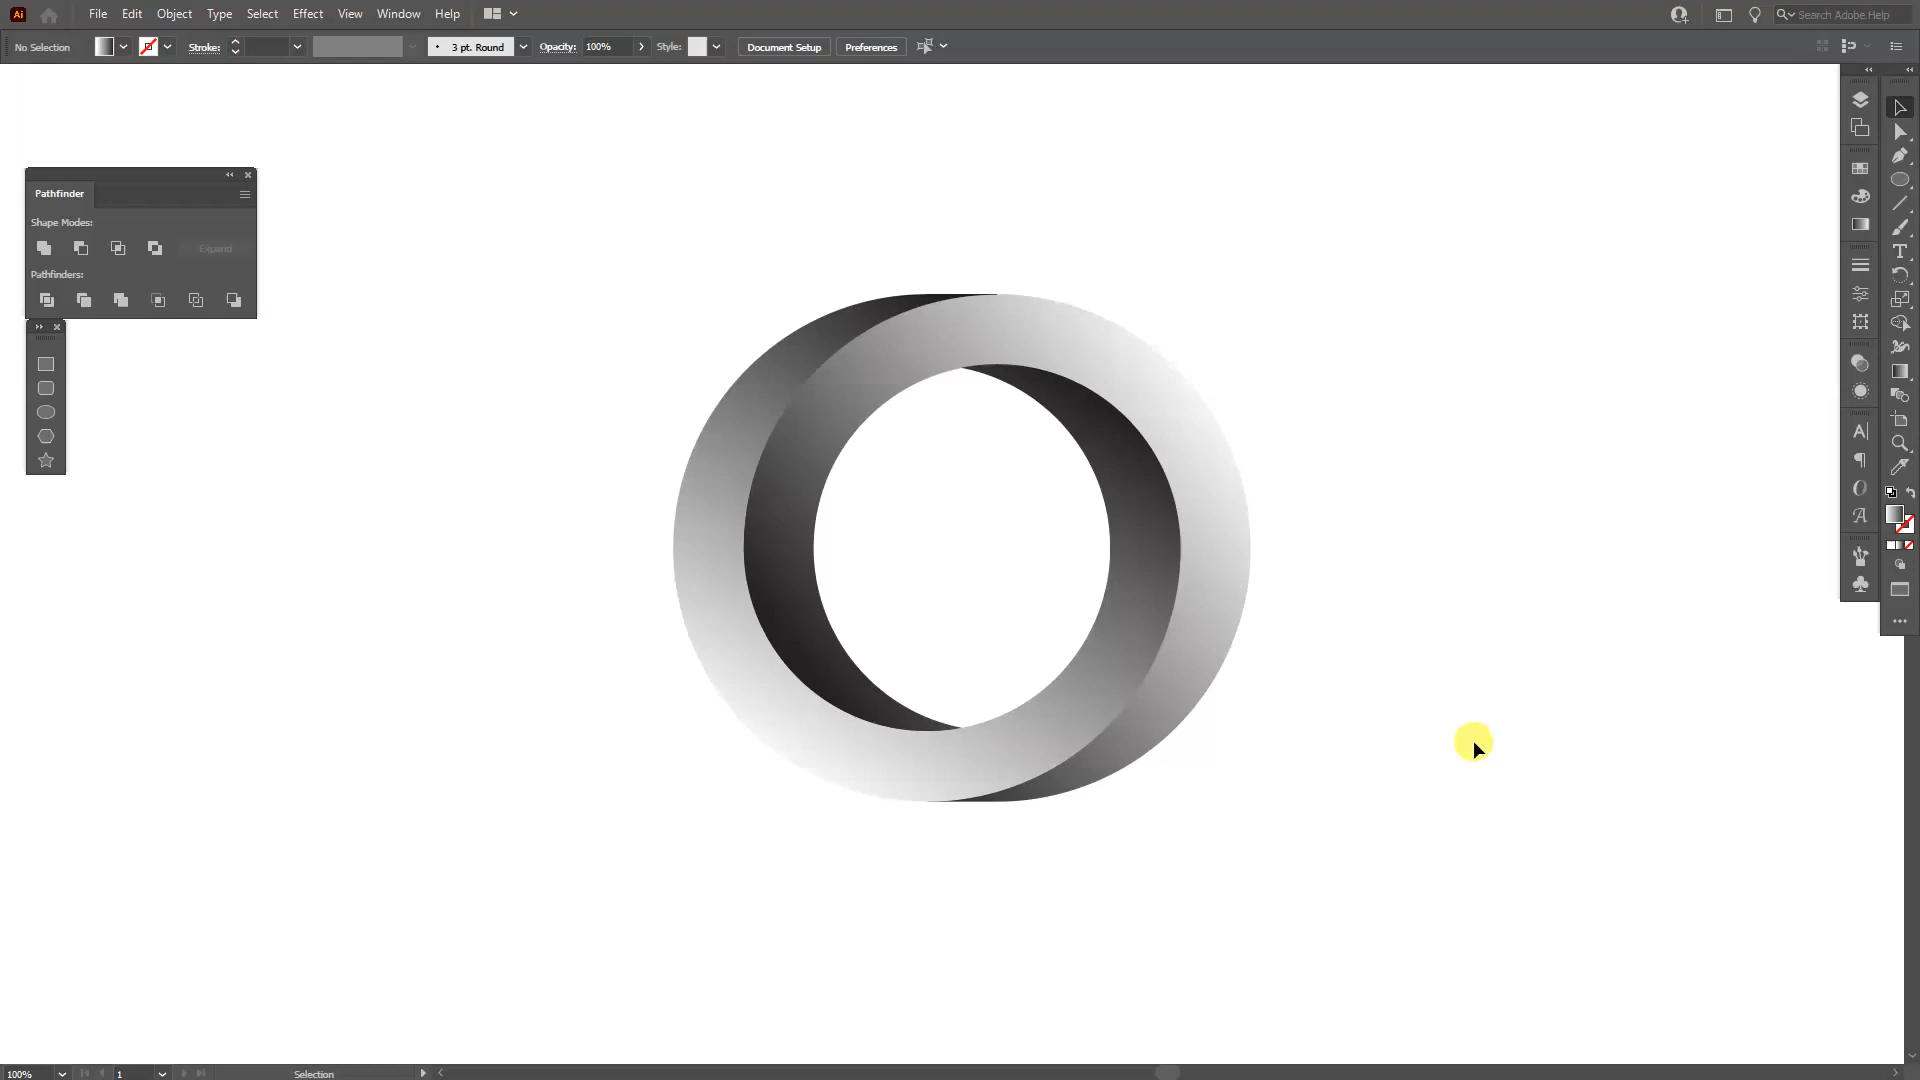 Ai File Edit Object Type Select Effect View Window Help Search Adobe Help
No Selection Stroke: 3 pt. Round Opacity: 100% Style: Document Setup Preferences
Pathfinder
Shape Modes:
Expand
Pathfinders:
100% 1 Selection